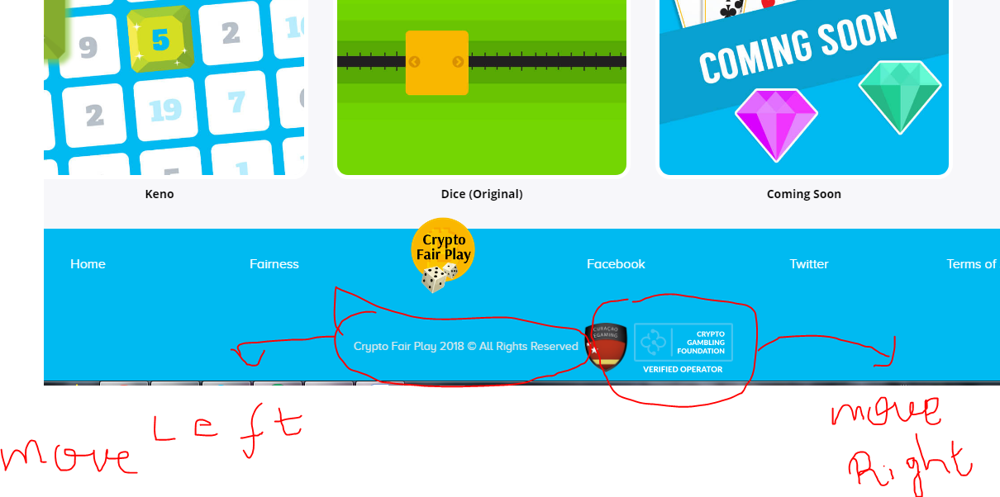 9 5 2 10
COMING SOON
2 19 7
5 1
Keno Dice (Original) Coming Soon
Crypto
Fair Play
Home Fairness Facebook Twitter Terms of
CURAÇAO
EGAMING
Crypto Fair Play 2018 © All Rights Reserved
CRYPTO
GAMBLING
FOUNDATION
VERIFIED OPERATOR
move Left
move
Right